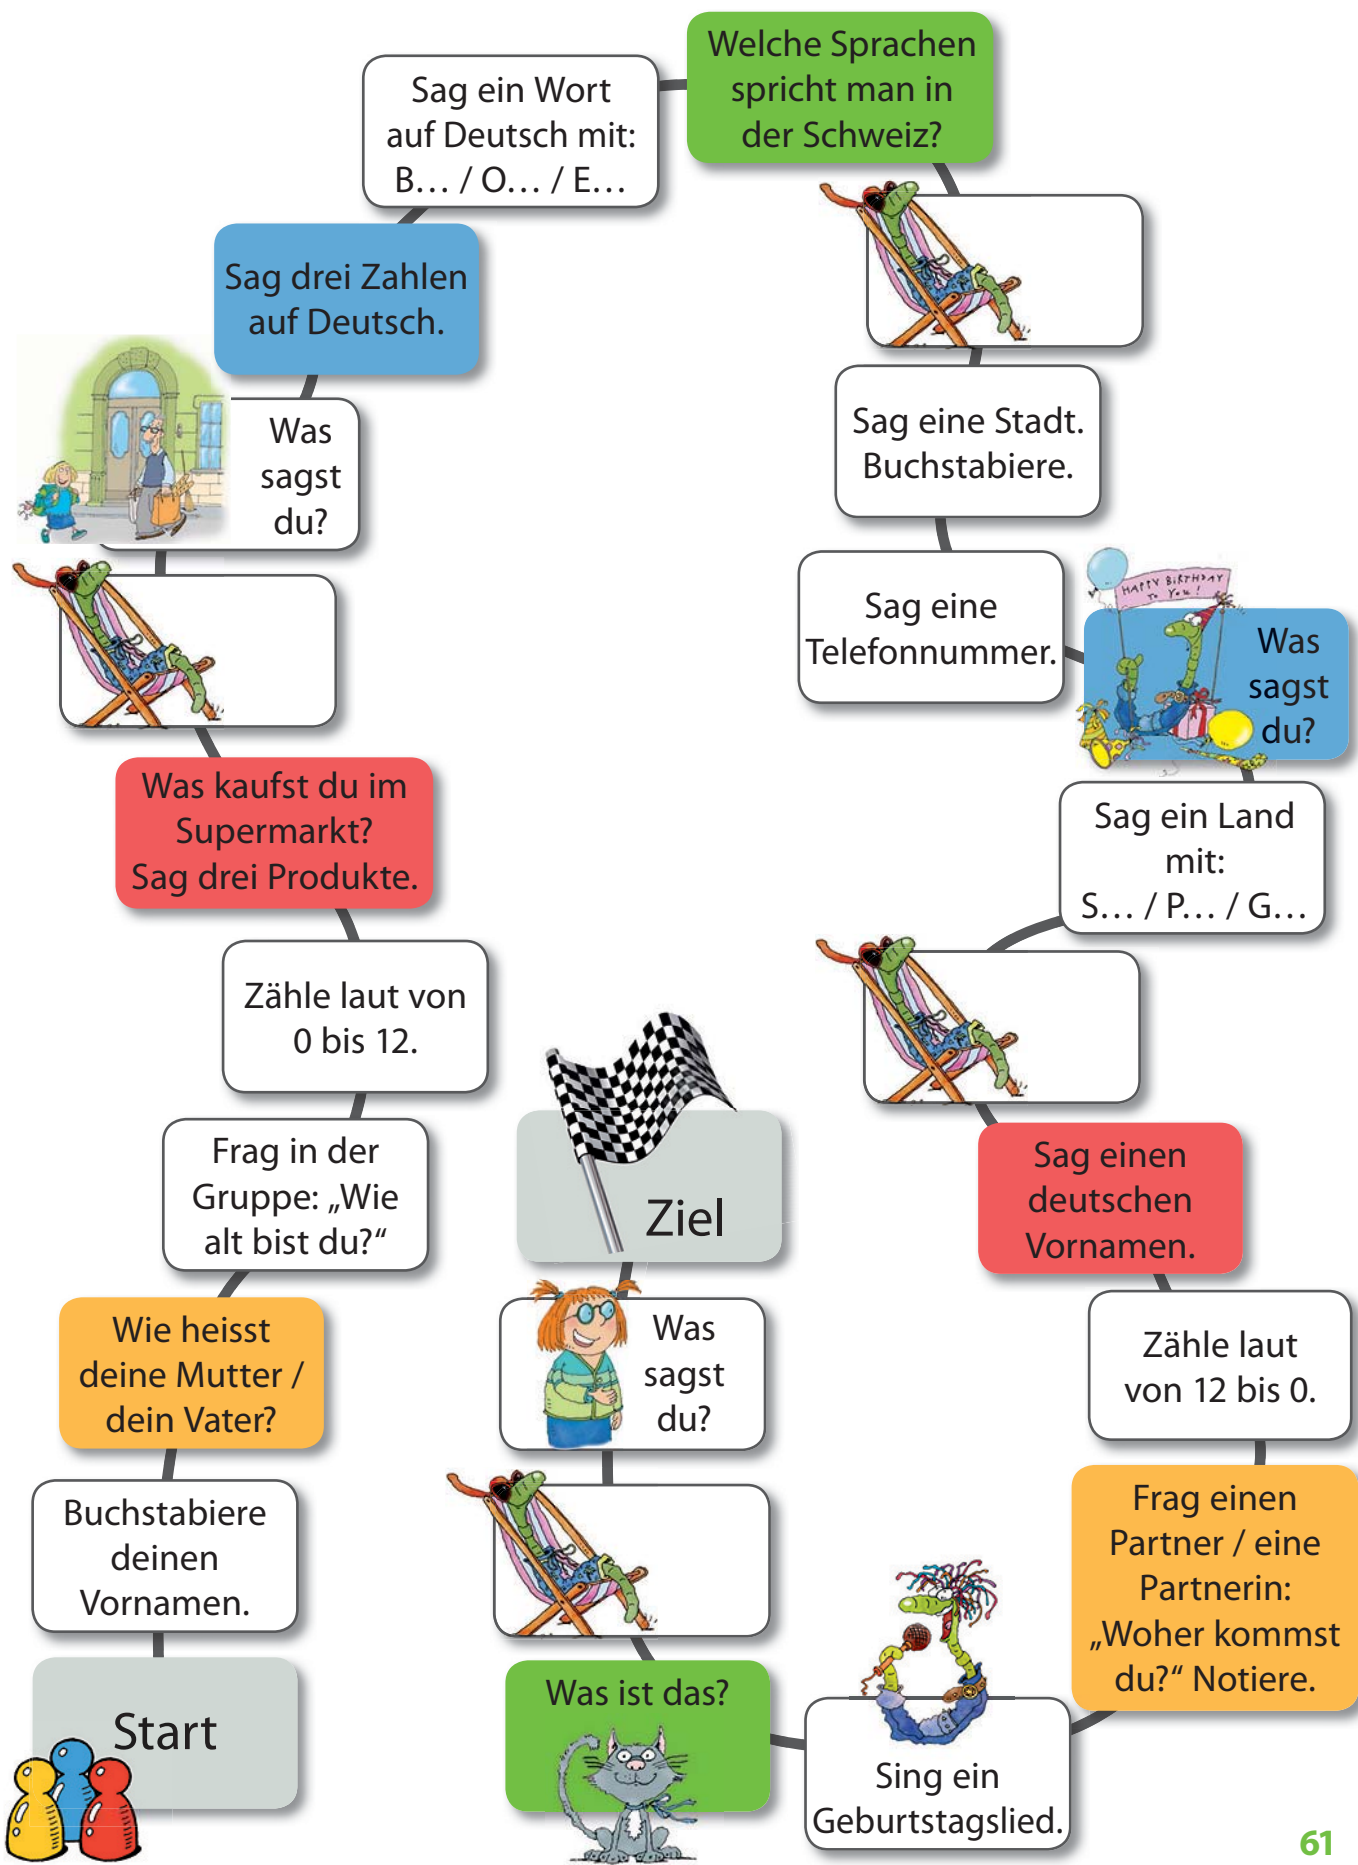 Start
Buchstabiere
deinen
Vornamen.
Wie heisst
deine Mutter /
dein Vater?
Frag in der
Gruppe: „Wie
alt bist du?“
Zähle laut von
0 bis 12.
Was kaufst du im
Supermarkt?
Sag drei Produkte.
Was
sagst
du?
Sag drei Zahlen
auf Deutsch.
Sag ein Wort
auf Deutsch mit:
B… / O… / E…
Welche Sprachen
spricht man in
der Schweiz?
Sag eine Stadt.
Buchstabiere.
Sag eine
Telefonnummer.
HAPPY BIRTHDAY
To You!
Was
sagst
du?
Sag ein Land
mit:
S… / P… / G…
Sag einen
deutschen
Vornamen.
Zähle laut
von 12 bis 0.
Frag einen
Partner / eine
Partnerin:
„Woher kommst
du?“ Notiere.
Sing ein
Geburtstagslied.
Was ist das?
Was
sagst
du?
Ziel
61